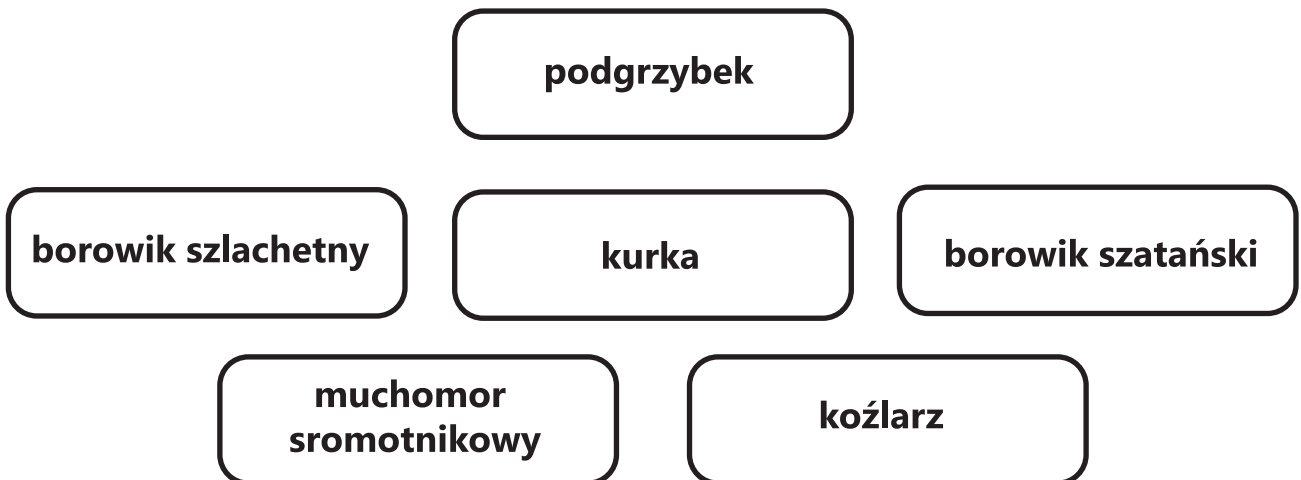 podgrzybek
borowik szlachetny
kurka
borowik szatański
muchomor
sromotnikowy
koźlarz